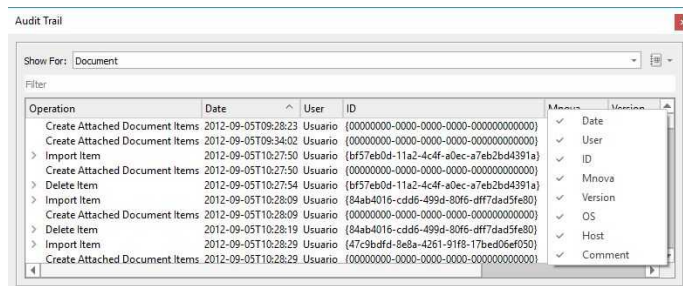 Audit Trail
Show For: Document
Filter
Operation Date User ID Mnova Version
Create Attached Document Items 2012-09-05T09:28:23 Usuario {00000000-0000-0000-0000-000000000000}
Create Attached Document Items 2012-09-05T09:34:02 Usuario {00000000-0000-0000-0000-000000000000}
Import Item 2012-09-05T10:27:50 Usuario {bf57eb0d-11a2-4c4f-a0ec-a7eb2bd4391a}
Create Attached Document Items 2012-09-05T10:27:50 Usuario {00000000-0000-0000-0000-000000000000}
Delete Item 2012-09-05T10:27:54 Usuario {bf57eb0d-11a2-4c4f-a0ec-a7eb2bd4391a}
Import Item 2012-09-05T10:28:09 Usuario {84ab4016-cdd6-499d-80f6-dff7dad5fe80}
Create Attached Document Items 2012-09-05T10:28:09 Usuario {00000000-0000-0000-0000-000000000000}
Delete Item 2012-09-05T10:28:19 Usuario {84ab4016-cdd6-499d-80f6-dff7dad5fe80}
Import Item 2012-09-05T10:28:29 Usuario {47c9bdfd-8e8a-4261-91f8-17bed06ef050}
Create Attached Document Items 2012-09-05T10:28:29 Usuario {00000000-0000-0000-0000-000000000000}
Date
User
ID
Mnova
Version
OS
Host
Comment